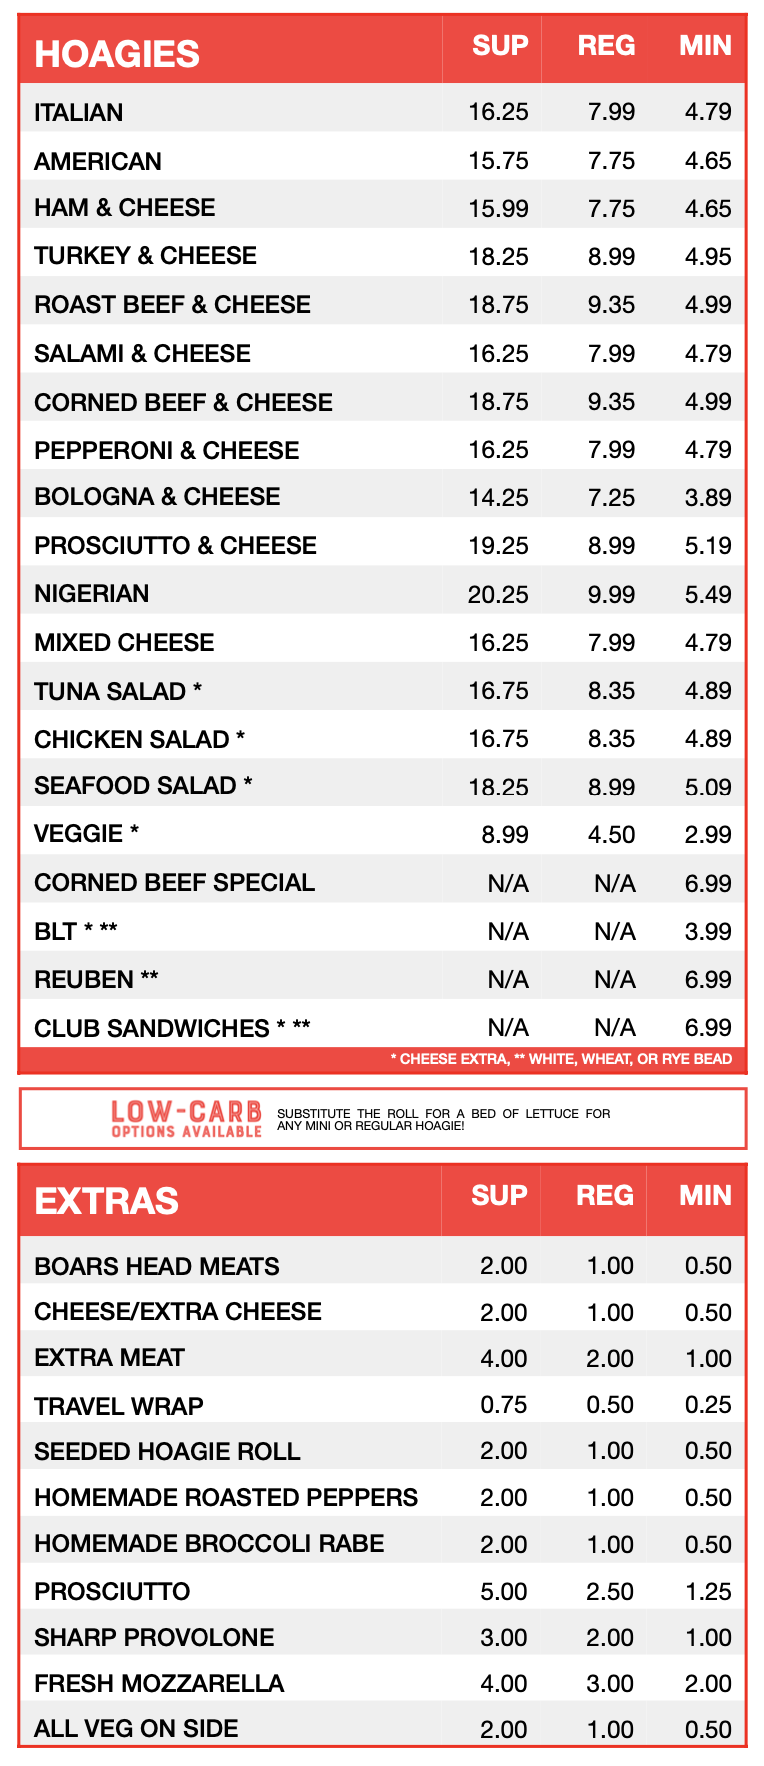 HOAGIES SUP REG MIN
ITALIAN 16.25 7.99 4.79
AMERICAN 15.75 7.75 4.65
HAM & CHEESE 15.99 7.75 4.65
TURKEY & CHEESE 18.25 8.99 4.95
ROAST BEEF & CHEESE 18.75 9.35 4.99
SALAMI & CHEESE 16.25 7.99 4.79
CORNED BEEF & CHEESE 18.75 9.35 4.99
PEPPERONI & CHEESE 16.25 7.99 4.79
BOLOGNA & CHEESE 14.25 7.25 3.89
PROSCIUTTO & CHEESE 19.25 8.99 5.19
NIGERIAN 20.25 9.99 5.49
MIXED CHEESE 16.25 7.99 4.79
TUNA SALAD * 16.75 8.35 4.89
CHICKEN SALAD * 16.75 8.35 4.89
SEAFOOD SALAD * 18.25 8.99 5.09
VEGGIE * 8.99 4.50 2.99
CORNED BEEF SPECIAL N/A N/A 6.99
BLT * ** N/A N/A 3.99
REUBEN ** N/A N/A 6.99
CLUB SANDWICHES * ** N/A N/A 6.99
* CHEESE EXTRA, ** WHITE, WHEAT, OR RYE BEAD
LOW-CARB
OPTIONS AVAILABLE
SUBSTITUTE THE ROLL FOR A BED OF LETTUCE FOR
ANY MINI OR REGULAR HOAGIE!
EXTRAS SUP REG MIN
BOARS HEAD MEATS 2.00 1.00 0.50
CHEESE/EXTRA CHEESE 2.00 1.00 0.50
EXTRA MEAT 4.00 2.00 1.00
TRAVEL WRAP 0.75 0.50 0.25
SEEDED HOAGIE ROLL 2.00 1.00 0.50
HOMEMADE ROASTED PEPPERS 2.00 1.00 0.50
HOMEMADE BROCCOLI RABE 2.00 1.00 0.50
PROSCIUTTO 5.00 2.50 1.25
SHARP PROVOLONE 3.00 2.00 1.00
FRESH MOZZARELLA 4.00 3.00 2.00
ALL VEG ON SIDE 2.00 1.00 0.50